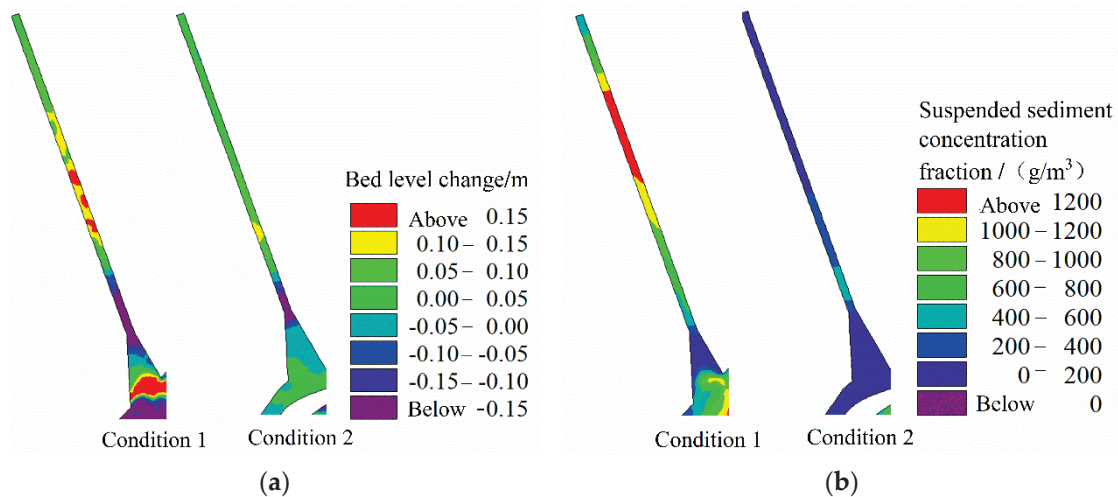 Bed level change/m
Above 0.15
0.10 – 0.15
0.05 – 0.10
0.00 – 0.05
-0.05 – 0.00
-0.10 – -0.05
-0.15 – -0.10
Below -0.15
Condition 1
Condition 2
(a)
Suspended sediment
concentration
fraction / (g/m³)
Above 1200
1000 – 1200
800 – 1000
600 – 800
400 – 600
200 – 400
0 – 200
Below 0
Condition 1
Condition 2
(b)